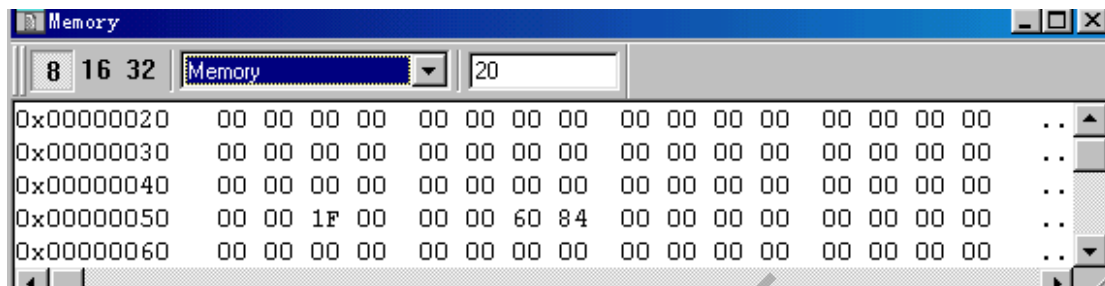 Memory
8 16 32 Memory 20
0x00000020 00 00 00 00 00 00 00 00 00 00 00 00 00 00 00 00 ..
0x00000030 00 00 00 00 00 00 00 00 00 00 00 00 00 00 00 00 ..
0x00000040 00 00 00 00 00 00 00 00 00 00 00 00 00 00 00 00 ..
0x00000050 00 00 1F 00 00 00 60 84 00 00 00 00 00 00 00 00 ..
0x00000060 00 00 00 00 00 00 00 00 00 00 00 00 00 00 00 00 ..